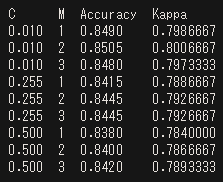 C      M  Accuracy  Kappa
0.010  1  0.8490    0.7986667
0.010  2  0.8505    0.8006667
0.010  3  0.8480    0.7973333
0.255  1  0.8415    0.7886667
0.255  2  0.8445    0.7926667
0.255  3  0.8445    0.7926667
0.500  1  0.8380    0.7840000
0.500  2  0.8400    0.7866667
0.500  3  0.8420    0.7893333